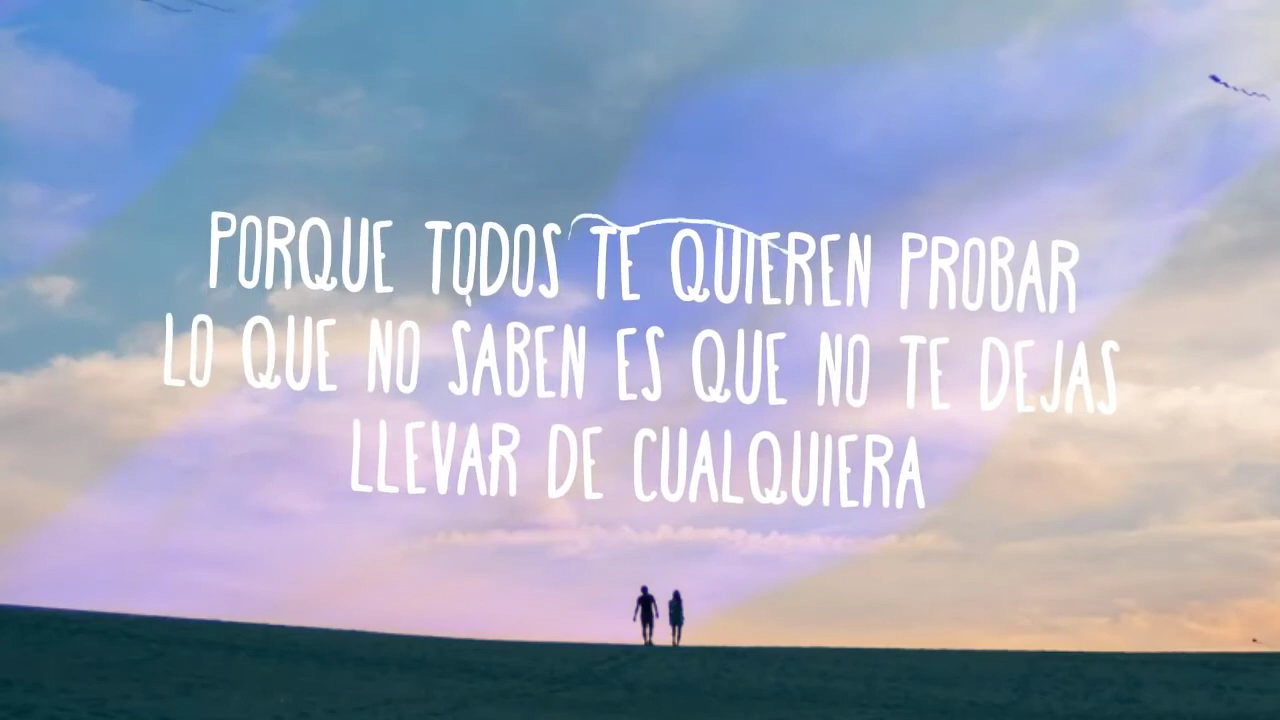 PORQUE TODOS TE QUIEREN PROBAR
LO QUE NO SABEN ES QUE NO TE DEJAS
LLEVAR DE CUALQUIERA